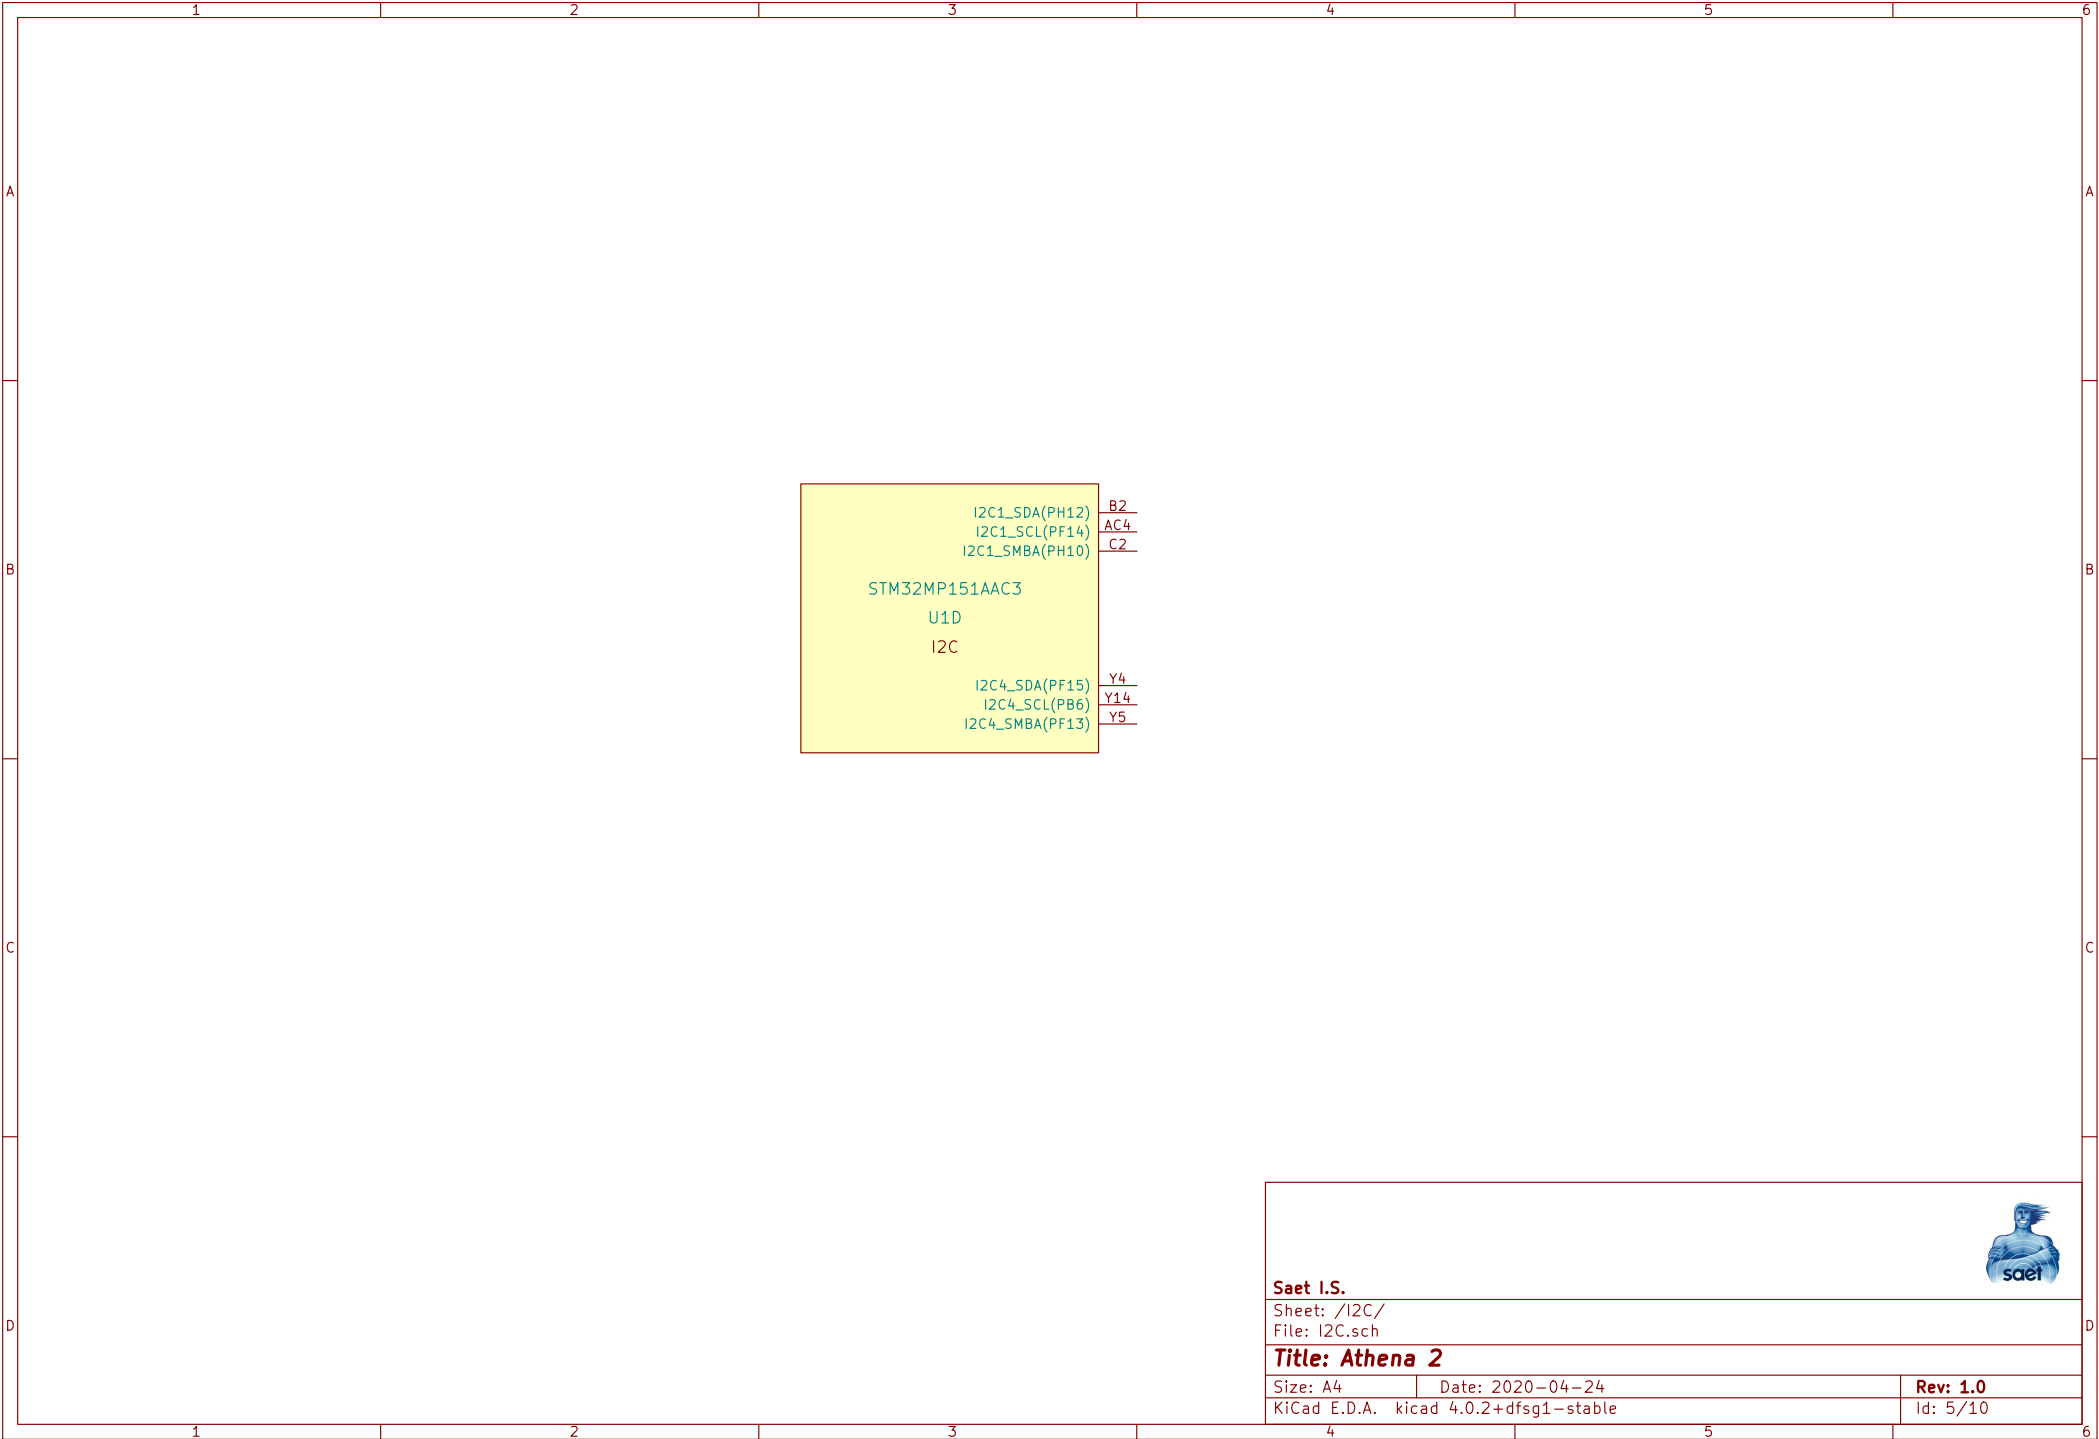 1 2 3 4 5 6
A A
I2C1_SDA(PH12) B2
I2C1_SCL(PF14) AC4
I2C1_SMBA(PH10) C2
B B
STM32MP151AAC3
U1D
I2C
I2C4_SDA(PF15) Y4
I2C4_SCL(PB6) Y14
I2C4_SMBA(PF13) Y5
C C
saet
Saet I.S.
Sheet: /I2C/
File: I2C.sch
D D
Title: Athena 2
Size: A4 Date: 2020-04-24 Rev: 1.0
KiCad E.D.A. kicad 4.0.2+dfsg1-stable Id: 5/10
1 2 3 4 5 6